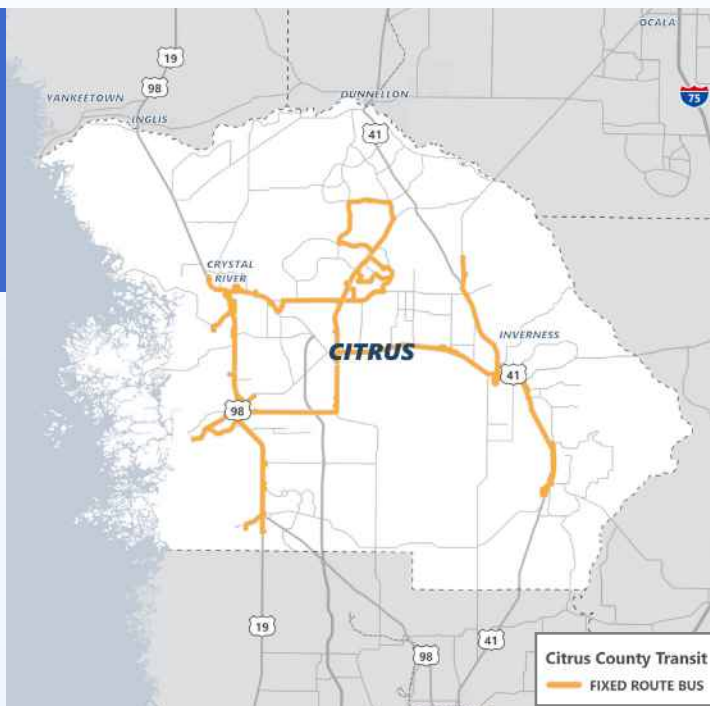 OCALA
19
98
YANKEETOWN
DUNNELLON
75
INGLIS
41
CRYSTAL
RIVER
INVERNESS
CITRUS
41
98
19
41
98
Citrus County Transit
FIXED ROUTE BUS